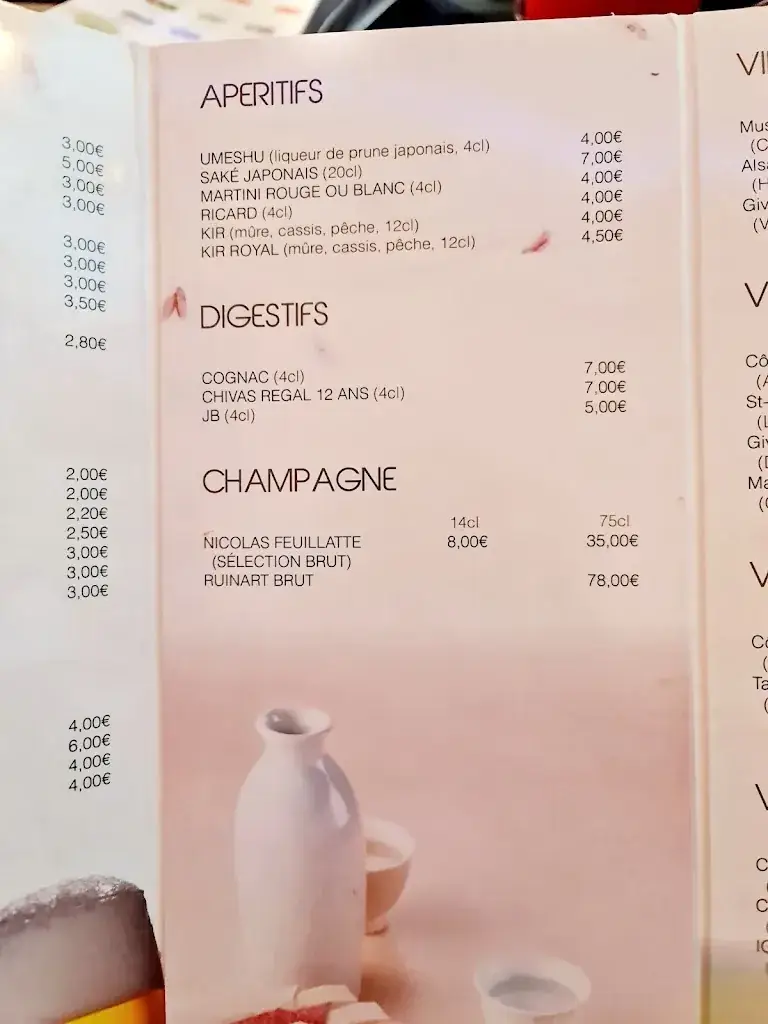 3,00€
5,00€
3,00€
3,00€
3,00€
3,00€
3,00€
3,50€
2,80€
2,00€
2,00€
2,20€
2,50€
3,00€
3,00€
3,00€
4,00€
6,00€
4,00€
4,00€
APERITIFS
UMESHU (liqueur de prune japonais, 4cl) 4,00€
SAKÉ JAPONAIS (20cl) 7,00€
MARTINI ROUGE OU BLANC (4cl) 4,00€
RICARD (4cl) 4,00€
KIR (mûre, cassis, pêche, 12cl) 4,00€
KIR ROYAL (mûre, cassis, pêche, 12cl) 4,50€
DIGESTIFS
COGNAC (4cl) 7,00€
CHIVAS REGAL 12 ANS (4cl) 7,00€
JB (4cl) 5,00€
CHAMPAGNE
14cl 75cl
NICOLAS FEUILLATTE 8,00€ 35,00€
(SÉLECTION BRUT)
RUINART BRUT 78,00€